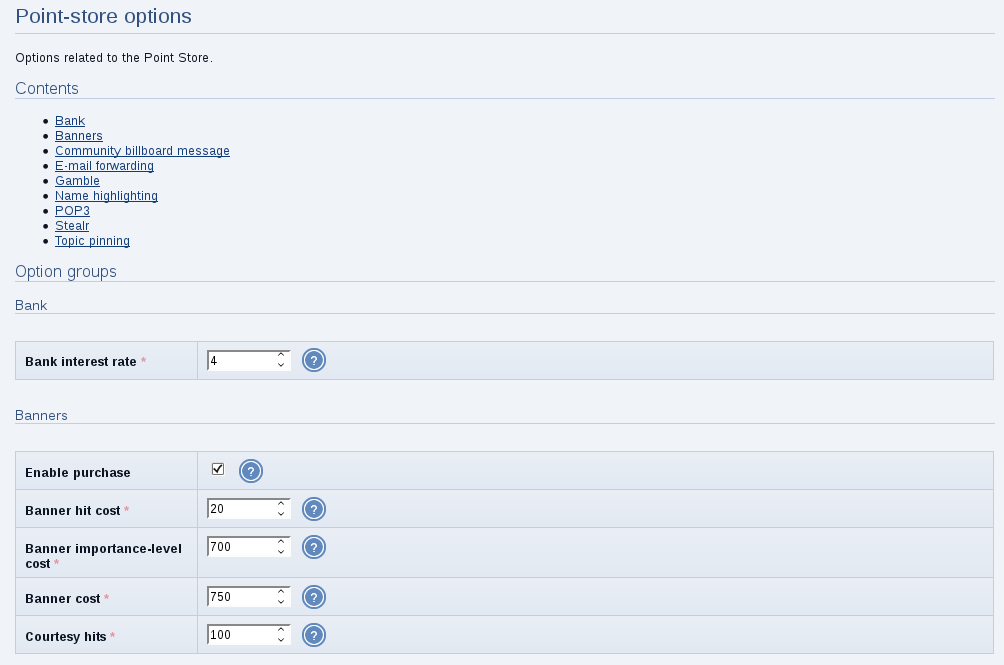 Point-store options
Options related to the Point Store.
Contents
Bank
Banners
Community billboard message
E-mail forwarding
Gamble
Name highlighting
POP3
Stealr
Topic pinning
Option groups
Bank
Bank interest rate * 4 ?
Banners
Enable purchase ?
Banner hit cost * 20 ?
Banner importance-level
cost * 700 ?
Banner cost * 750 ?
Courtesy hits * 100 ?